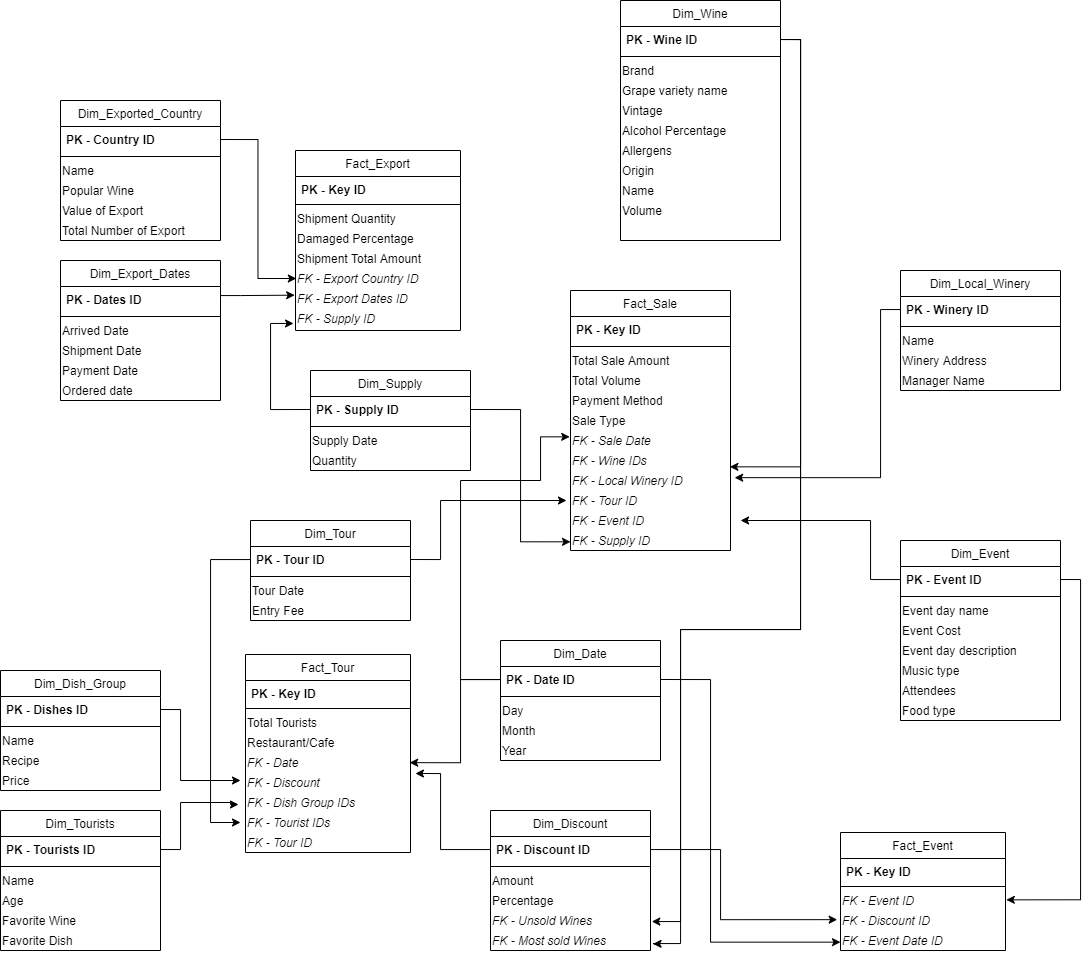 Dim_Wine
PK - Wine ID
Brand
Grape variety name
Vintage
Alcohol Percentage
Allergens
Origin
Name
Volume
Dim_Exported_Country
PK - Country ID
Name
Popular Wine
Value of Export
Total Number of Export
Fact_Export
PK - Key ID
Shipment Quantity
Damaged Percentage
Shipment Total Amount
FK - Export Country ID
FK - Export Dates ID
FK - Supply ID
Dim_Export_Dates
PK - Dates ID
Arrived Date
Shipment Date
Payment Date
Ordered date
Fact_Sale
PK - Key ID
Total Sale Amount
Total Volume
Payment Method
Sale Type
FK - Sale Date
FK - Wine IDs
FK - Local Winery ID
FK - Tour ID
FK - Event ID
FK - Supply ID
Dim_Local_Winery
PK - Winery ID
Name
Winery Address
Manager Name
Dim_Supply
PK - Supply ID
Supply Date
Quantity
Dim_Tour
PK - Tour ID
Tour Date
Entry Fee
Dim_Event
PK - Event ID
Event day name
Event Cost
Event day description
Music type
Attendees
Food type
Fact_Tour
PK - Key ID
Total Tourists
Restaurant/Cafe
FK - Date
FK - Discount
FK - Dish Group IDs
FK - Tourist IDs
FK - Tour ID
Dim_Date
PK - Date ID
Day
Month
Year
Dim_Dish_Group
PK - Dishes ID
Name
Recipe
Price
Dim_Tourists
PK - Tourists ID
Name
Age
Favorite Wine
Favorite Dish
Dim_Discount
PK - Discount ID
Amount
Percentage
FK - Unsold Wines
FK - Most sold Wines
Fact_Event
PK - Key ID
FK - Event ID
FK - Discount ID
FK - Event Date ID